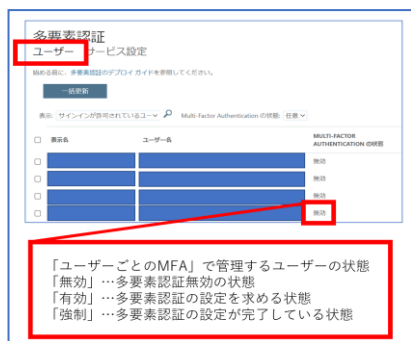 多要素認証
ユーザー サービス設定
始める前に、多要素認証のデプロイ ガイドを参照してください。
一括更新
表示: サインインが許可されているユー Multi-Factor Authentication の状態: 任意
表示名 ユーザー名 MULTI-FACTOR
AUTHENTICATION の状態
無効
無効
無効
無効
「ユーザーごとのMFA」で管理するユーザーの状態
「無効」…多要素認証無効の状態
「有効」…多要素認証の設定を求める状態
「強制」…多要素認証の設定が完了している状態